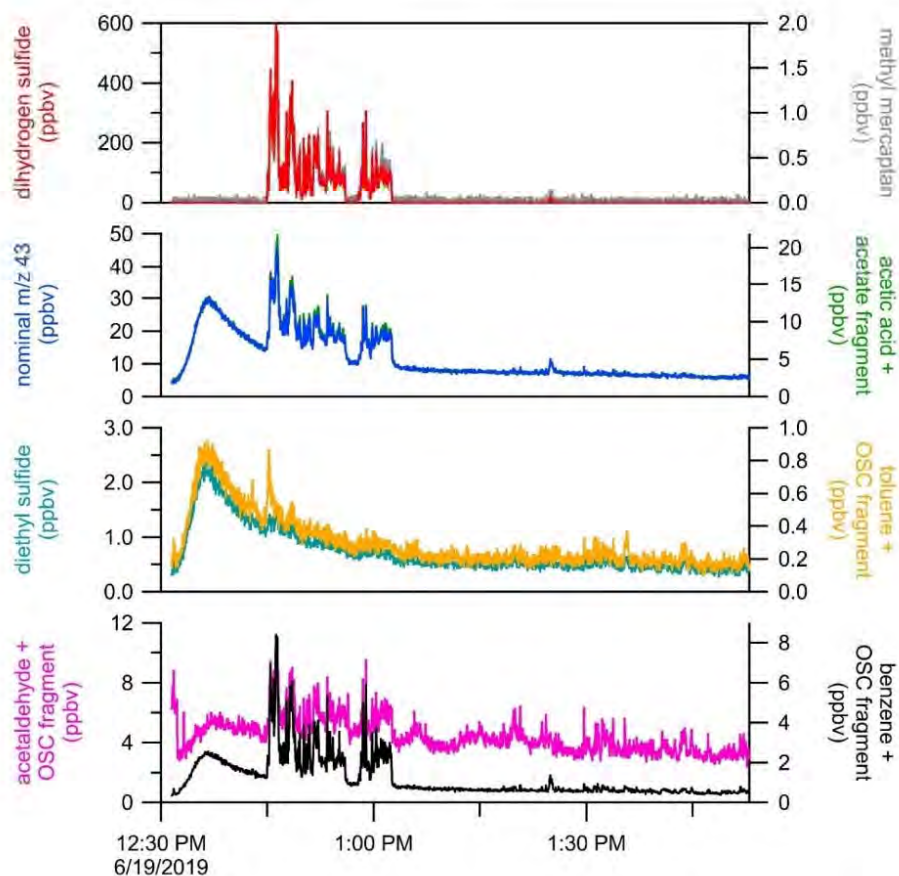 dihydrogen sulfide
(ppbv)
600
400
200
0
2.0
1.5
1.0
0.5
0.0
methyl mercaptan
(ppbv)
nominal m/z 43
(ppbv)
50
40
30
20
10
0
20
15
10
5
0
acetic acid +
acetate fragment
(ppbv)
diethyl sulfide
(ppbv)
3.0
2.0
1.0
0.0
1.0
0.8
0.6
0.4
0.2
0.0
toluene +
OSC fragment
(ppbv)
acetaldehyde +
OSC fragment
(ppbv)
12
8
4
0
8
6
4
2
0
benzene +
OSC fragment
(ppbv)
12:30 PM
6/19/2019
1:00 PM
1:30 PM